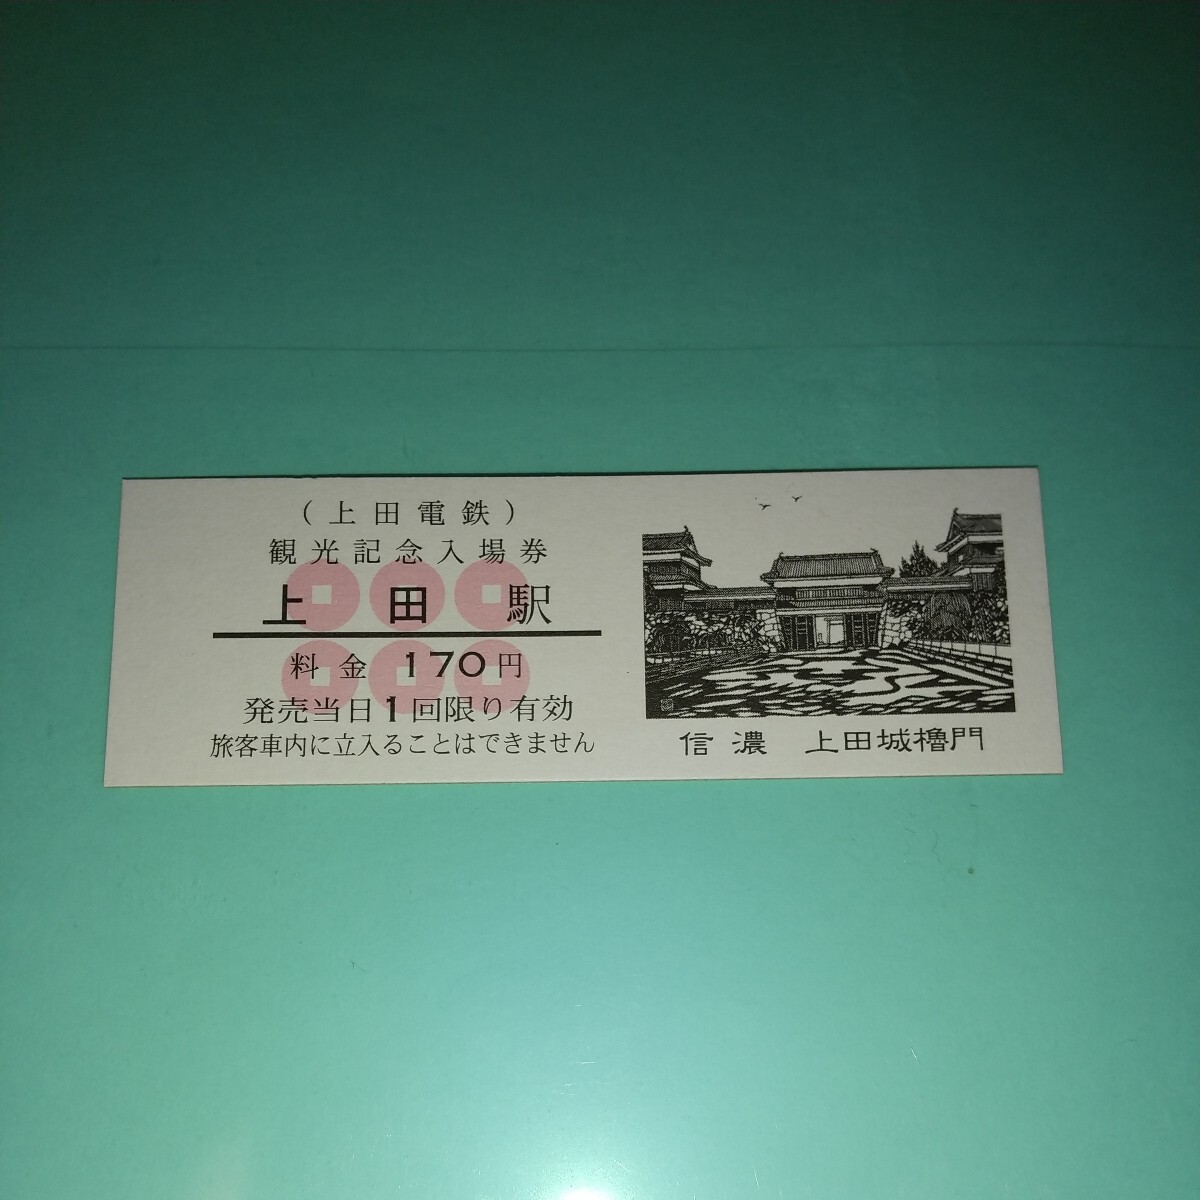 （上田電鉄）
観光記念入場券
上田駅
料金 170円
発売当日1回限り有効
旅客車内に立入ることはできません
信濃 上田城櫓門